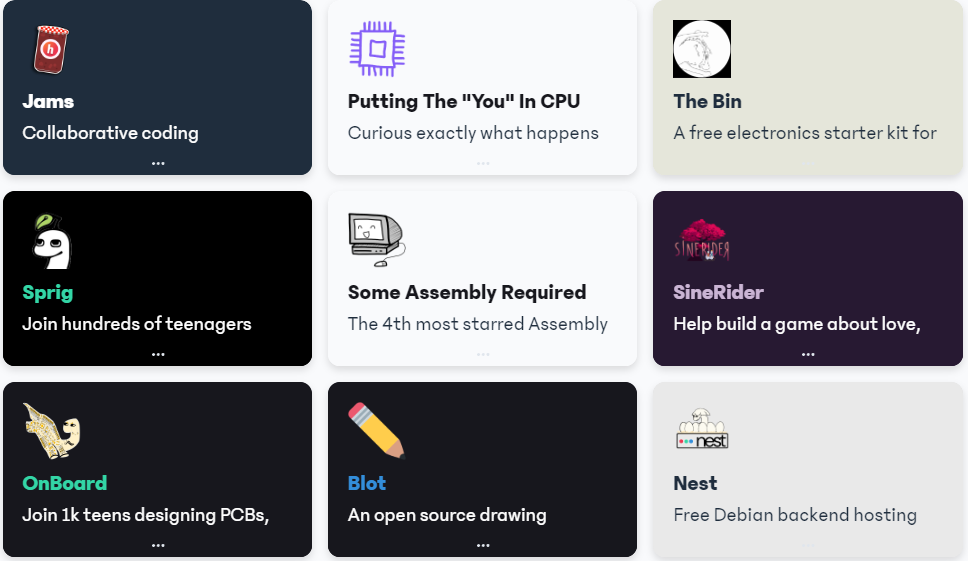 h
Jams
Collaborative coding
...
Putting The "You" In CPU
Curious exactly what happens
...
The Bin
A free electronics starter kit for
Sprig
Join hundreds of teenagers
...
Some Assembly Required
The 4th most starred Assembly
...
SINERIDER
SineRider
Help build a game about love,
...
OnBoard
Join 1k teens designing PCBs,
...
Blot
An open source drawing
...
nest
Nest
Free Debian backend hosting
...